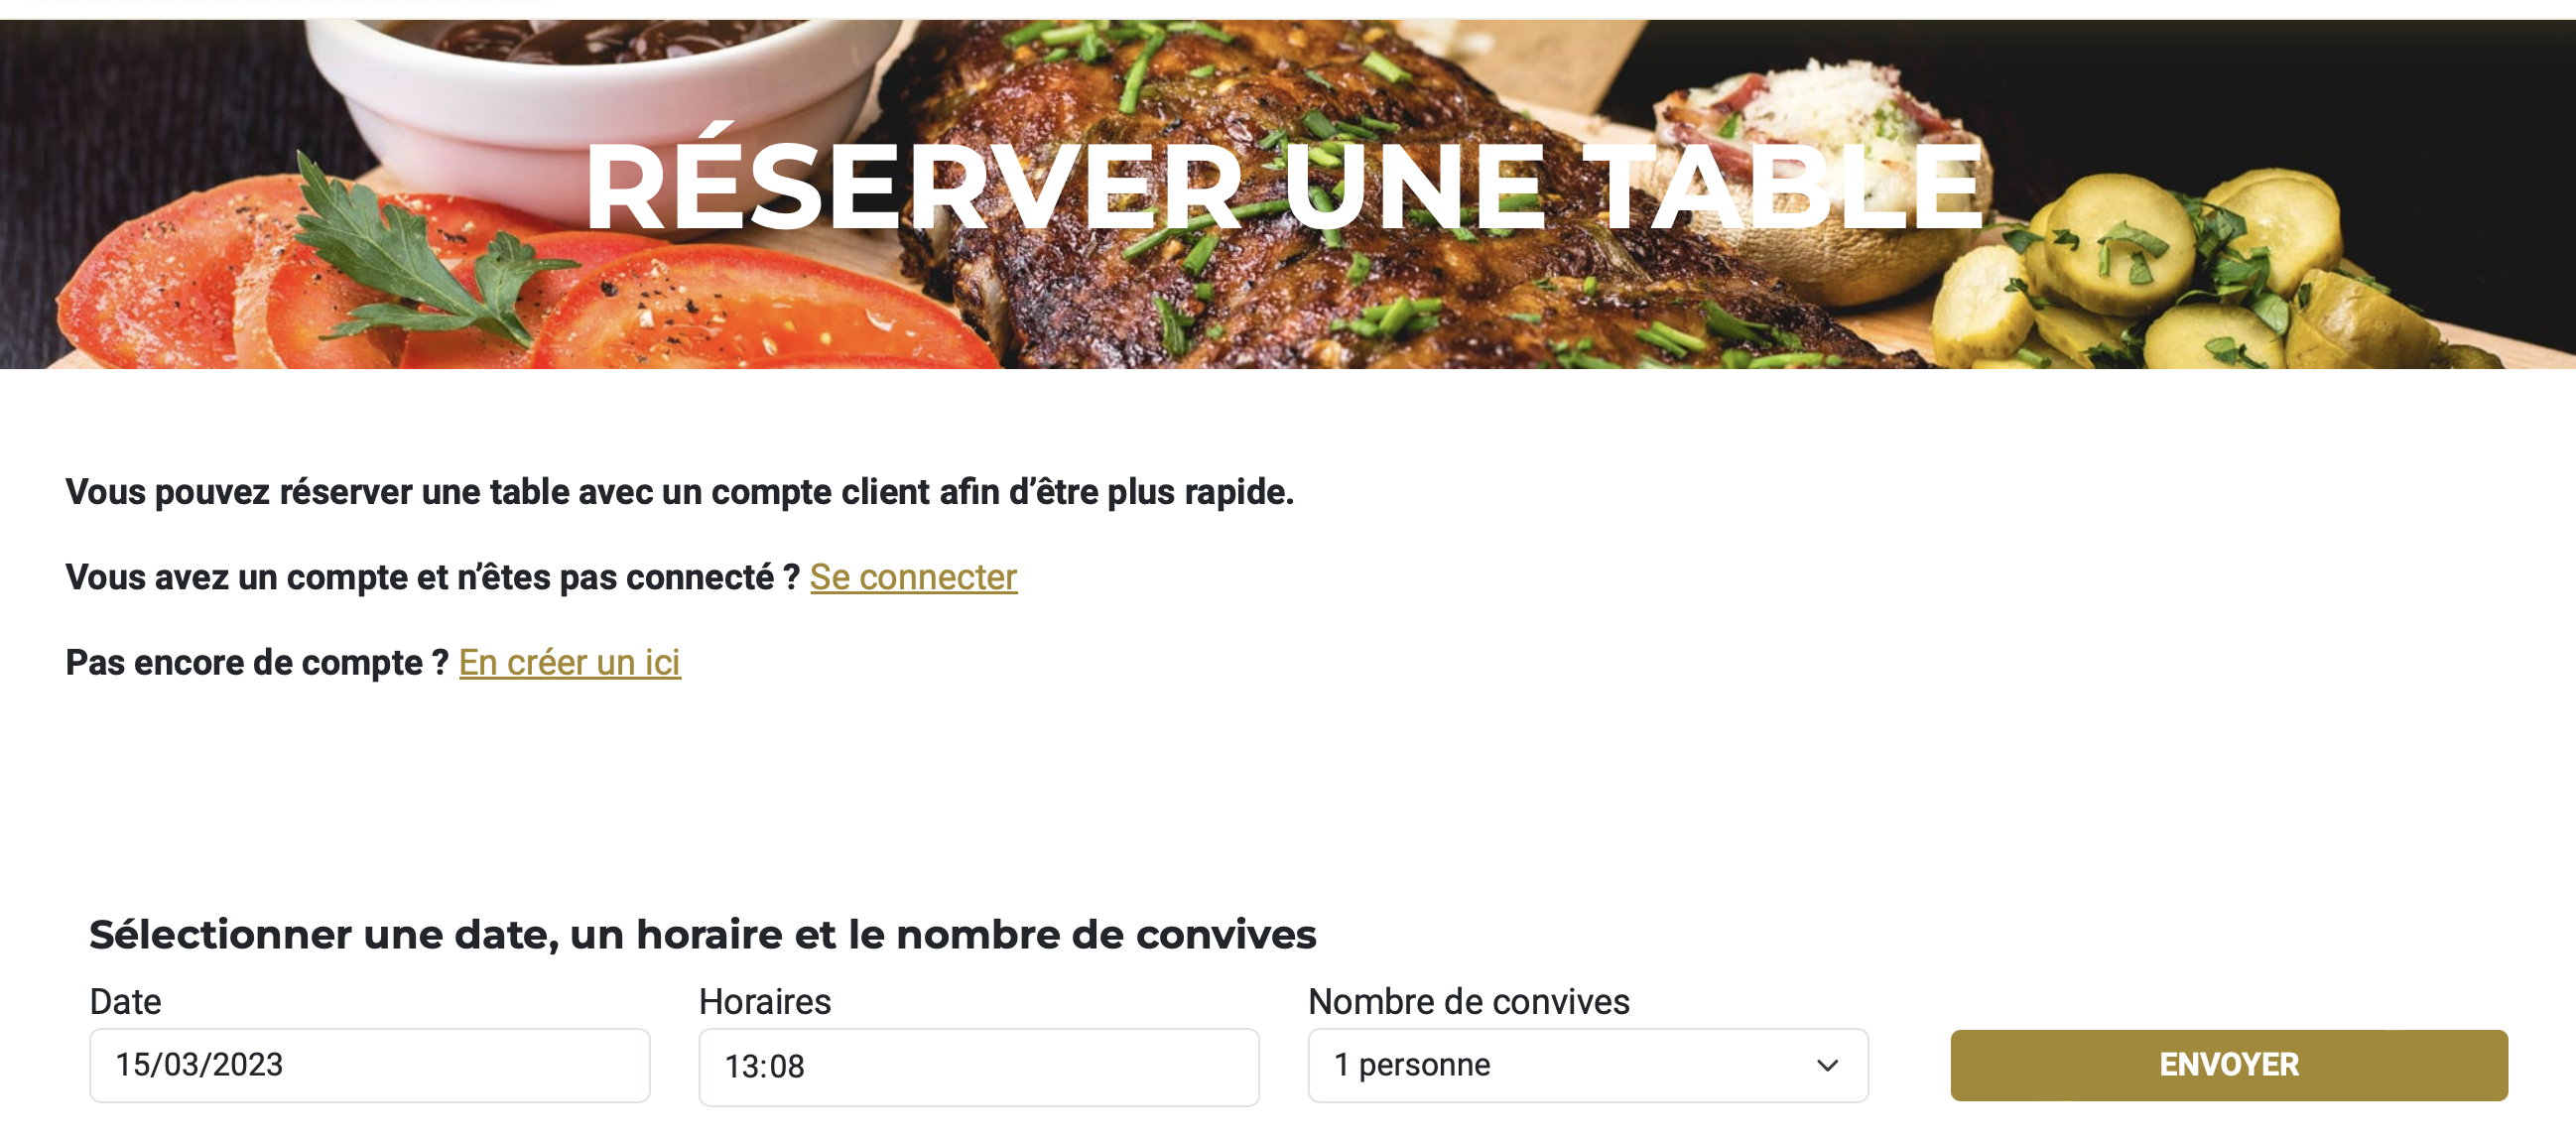 RÉSERVER UNE TABLE
Vous pouvez réserver une table avec un compte client afin d’être plus rapide.
Vous avez un compte et n’êtes pas connecté ? Se connecter
Pas encore de compte ? En créer un ici
Sélectionner une date, un horaire et le nombre de convives
Date
Horaires
Nombre de convives
15/03/2023
13:08
1 personne
ENVOYER